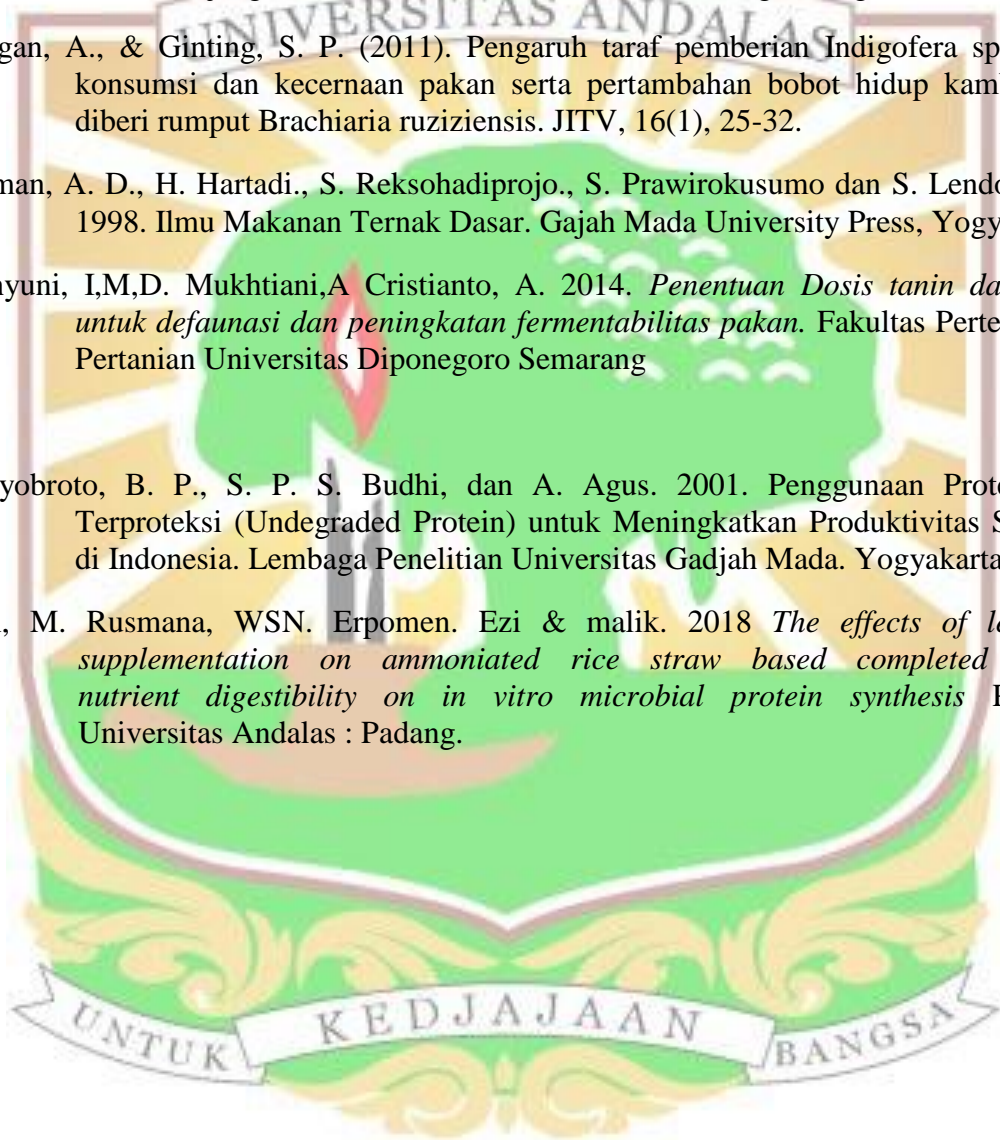 UNIVERSITAS ANDALAS
gan, A., & Ginting, S. P. (2011). Pengaruh taraf pemberian Indigofera sp
konsumsi dan kecernaan pakan serta pertambahan bobot hidup kamb
diberi rumput Brachiaria ruziziensis. JITV, 16(1), 25-32.
man, A. D., H. Hartadi., S. Reksohadiprojo., S. Prawirokusumo dan S. Lendo
1998. Ilmu Makanan Ternak Dasar. Gajah Mada University Press, Yogy
yuni, I,M,D. Mukhtiani,A Cristianto, A. 2014. Penentuan Dosis tanin da
untuk defaunasi dan peningkatan fermentabilitas pakan. Fakultas Perte
Pertanian Universitas Diponegoro Semarang
yobroto, B. P., S. P. S. Budhi, dan A. Agus. 2001. Penggunaan Prote
Terproteksi (Undegraded Protein) untuk Meningkatkan Produktivitas S
di Indonesia. Lembaga Penelitian Universitas Gadjah Mada. Yogyakarta
, M. Rusmana, WSN. Erpomen. Ezi & malik. 2018 The effects of le
supplementation on ammoniated rice straw based completed
nutrient digestibility on in vitro microbial protein synthesis
Universitas Andalas : Padang.
UNTUK KEDJAJAAN BANGSA